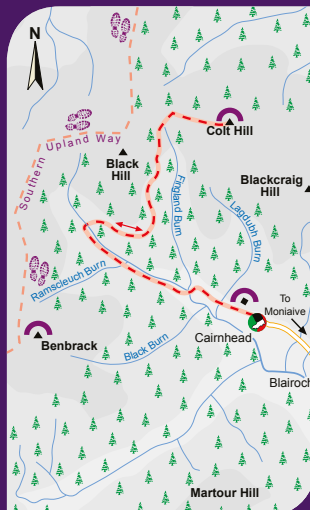 N
Colt Hill
Southern Upland Way
Black
Hill
Fingland Burn
Blackcraig
Hill
Lagdubh Burn
Ramscleuch Burn
To
Moniaive
Cairnhead
Benbrack
Black Burn
Blairoch
Martour Hill